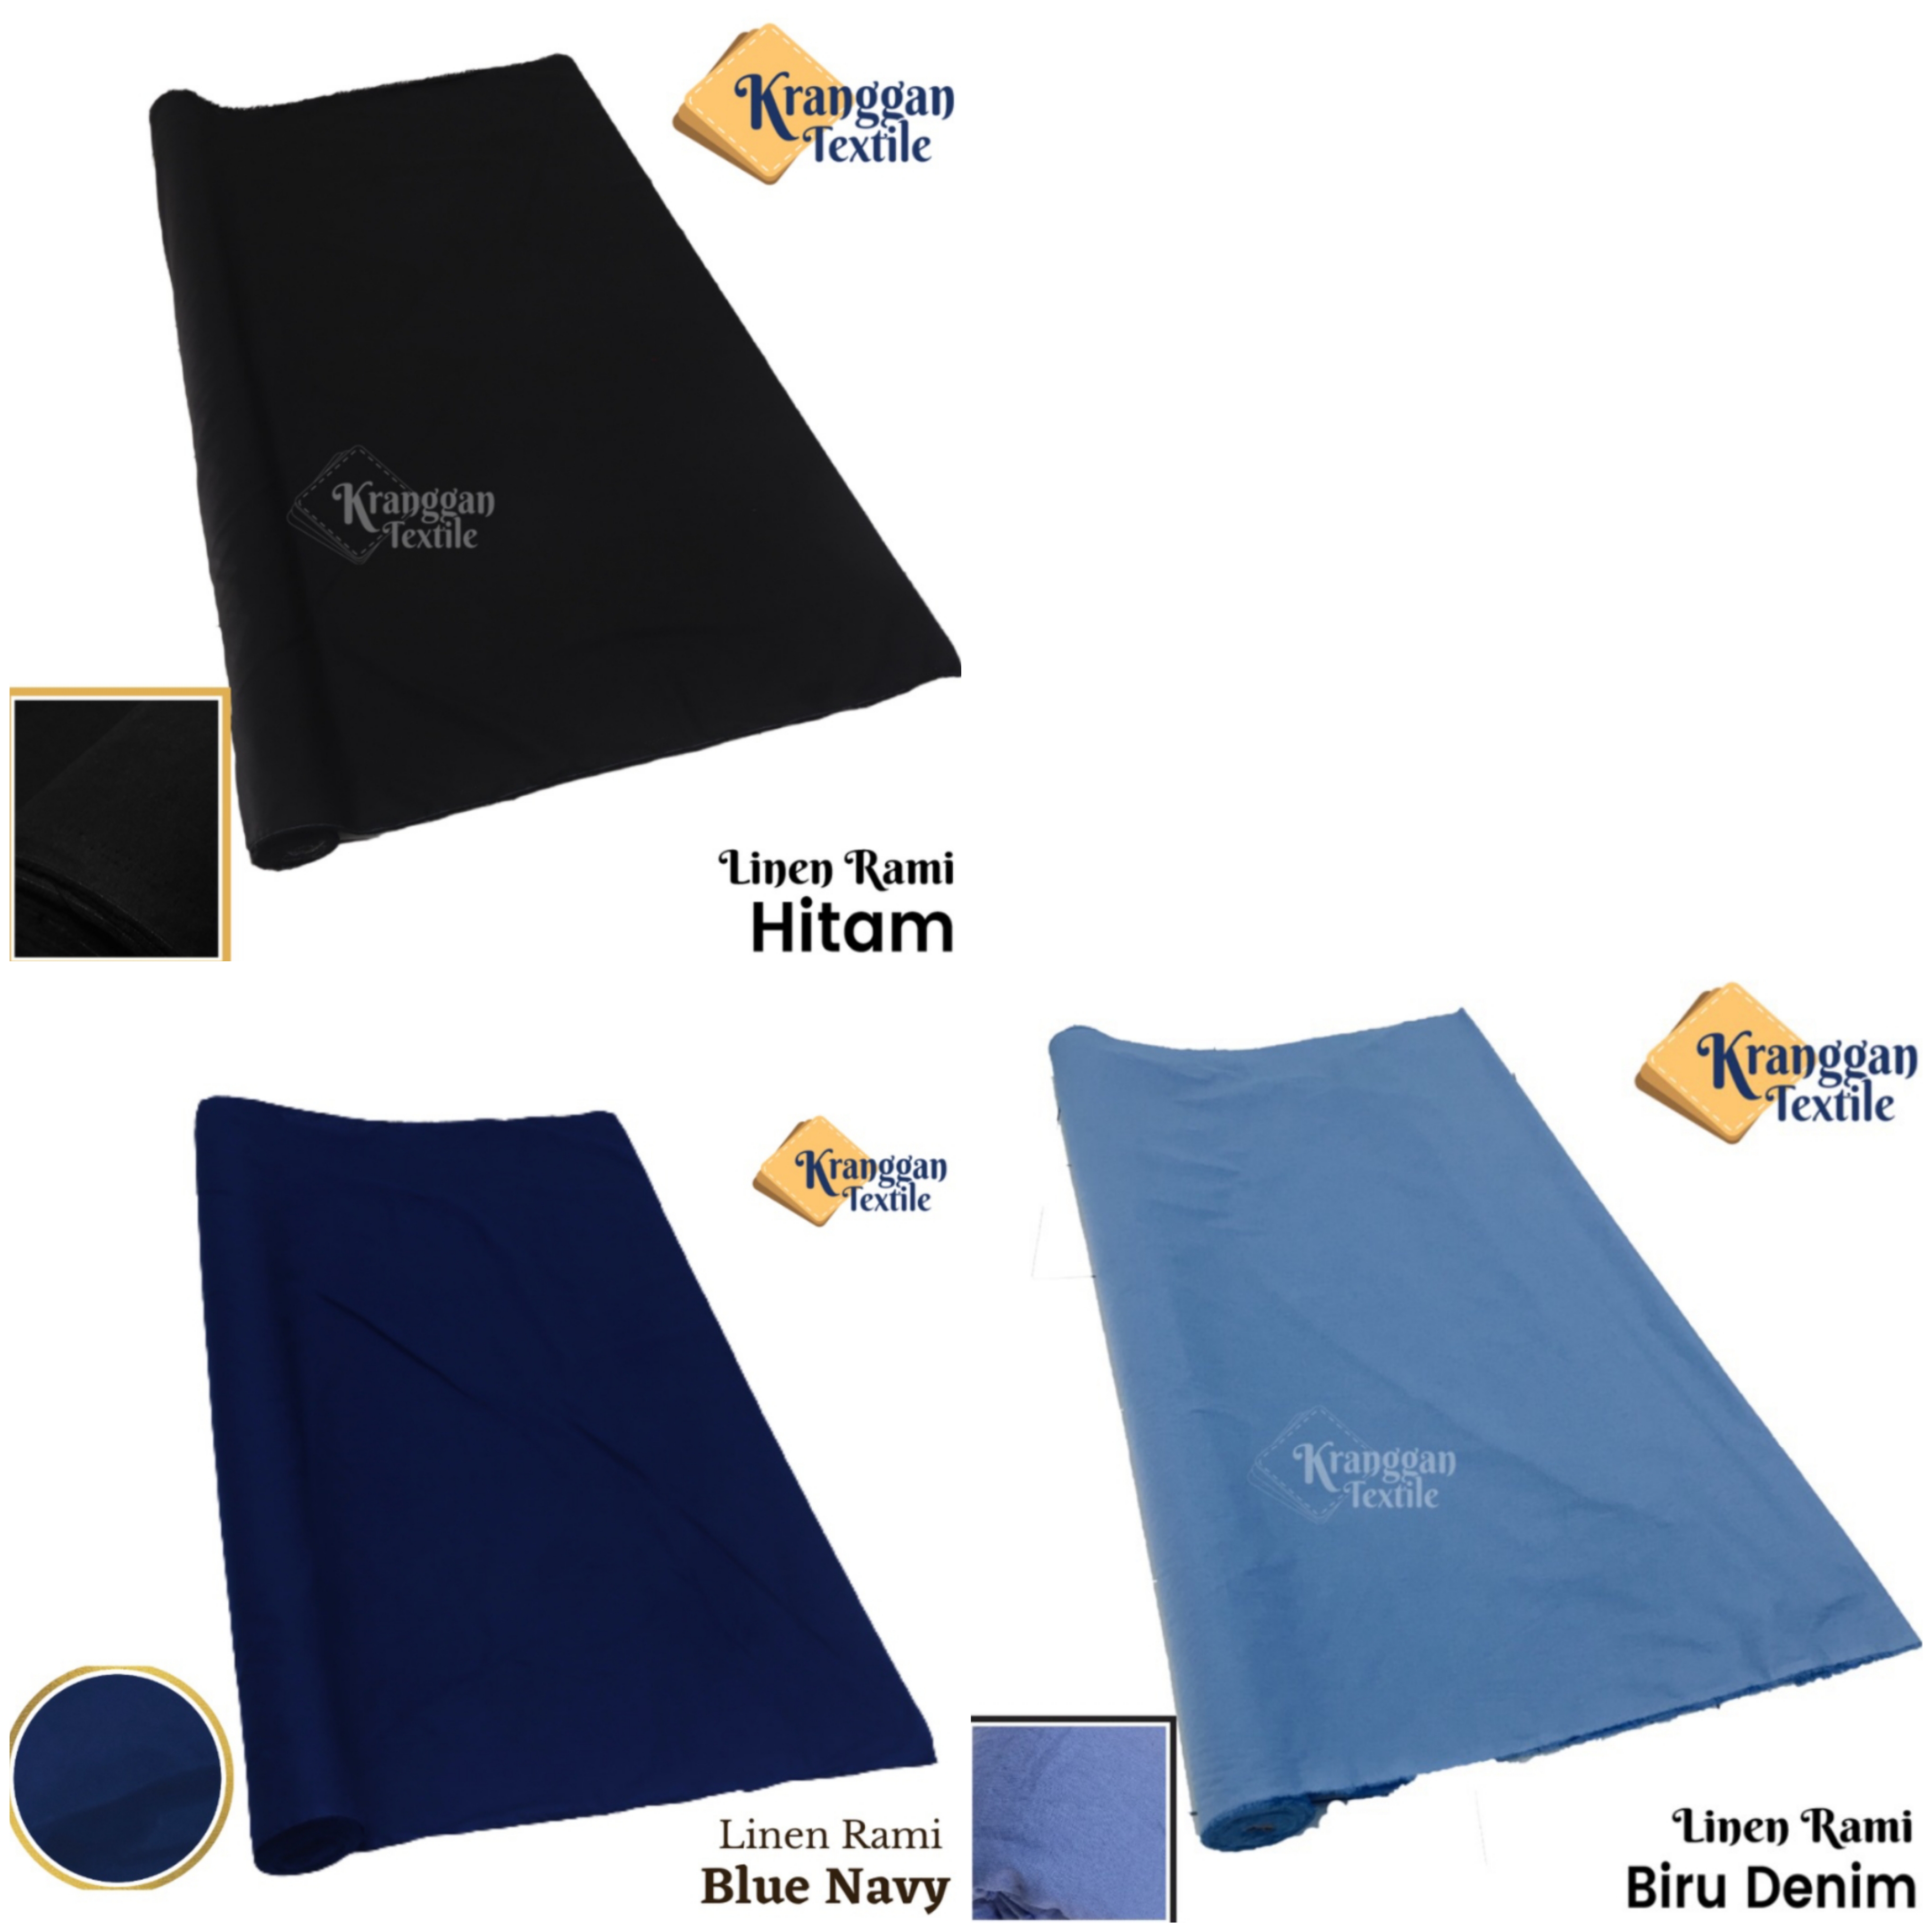 Kranggan
Textile
Kranggan
Textile
Linen Rami
Hitam
Kranggan
Textile
Linen Rami
Blue Navy
Kranggan
Textile
Kranggan
Textile
Linen Rami
Biru Denim